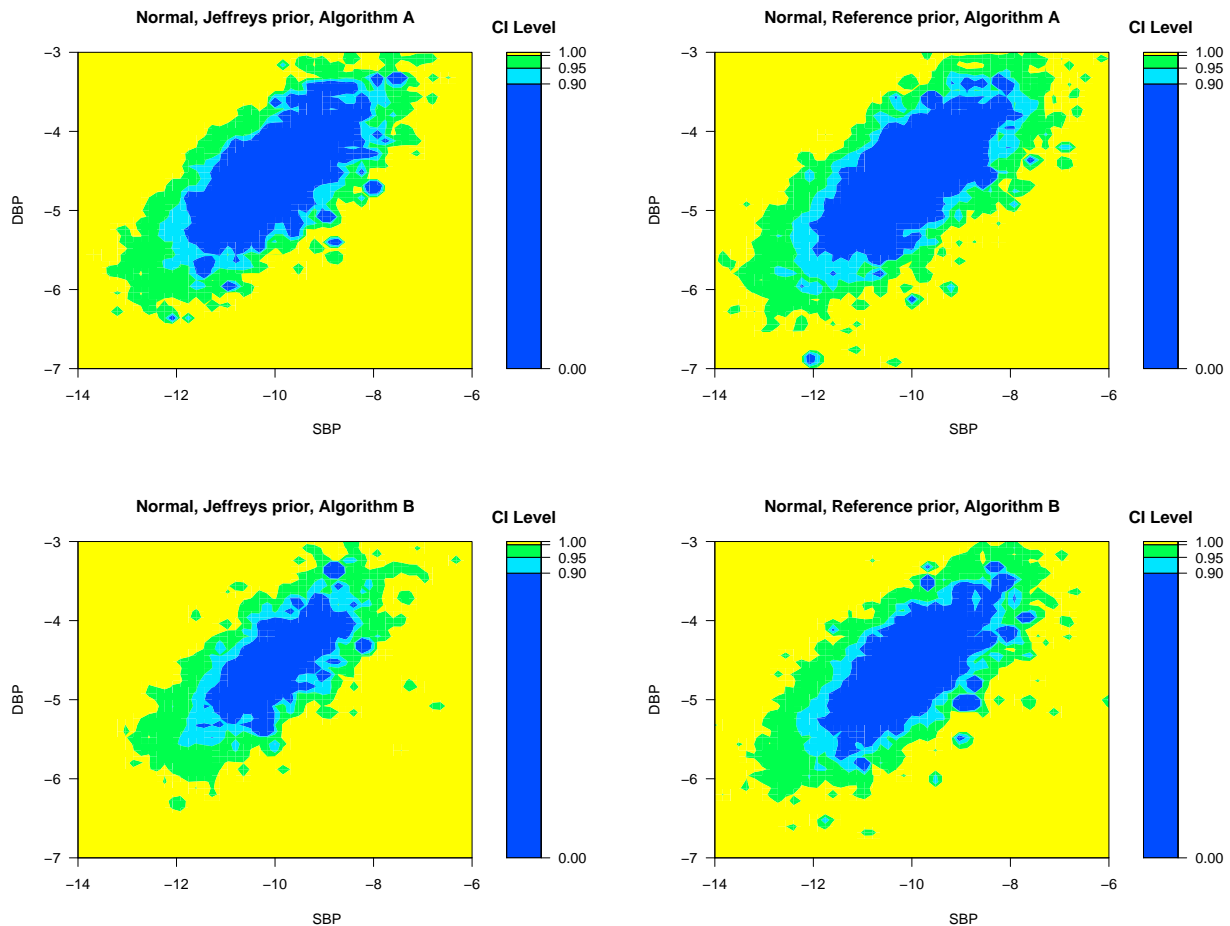 Normal, Jeffreys prior, Algorithm A
CI Level
−3
−4
−5
−6
−7
DBP
−14 −12 −10 −8 −6
SBP
1.00
0.95
0.90
0.00
Normal, Reference prior, Algorithm A
CI Level
−3
−4
−5
−6
−7
DBP
−14 −12 −10 −8 −6
SBP
1.00
0.95
0.90
0.00
Normal, Jeffreys prior, Algorithm B
CI Level
−3
−4
−5
−6
−7
DBP
−14 −12 −10 −8 −6
SBP
1.00
0.95
0.90
0.00
Normal, Reference prior, Algorithm B
CI Level
−3
−4
−5
−6
−7
DBP
−14 −12 −10 −8 −6
SBP
1.00
0.95
0.90
0.00